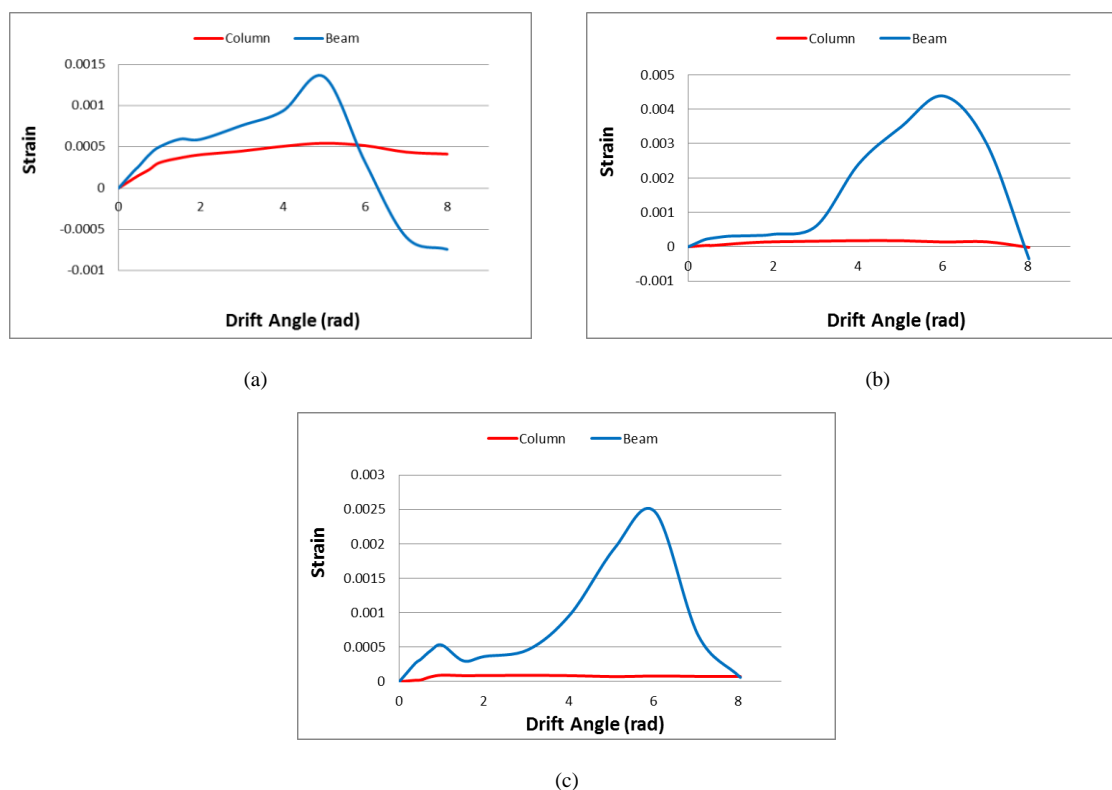 Column Beam
0.0015
0.001
0.0005
0
-0.0005
-0.001
0 2 4 6 8
Strain
Drift Angle (rad)
(a)
Column Beam
0.005
0.004
0.003
0.002
0.001
0
-0.001
0 2 4 6 8
Strain
Drift Angle (rad)
(b)
Column Beam
0.003
0.0025
0.002
0.0015
0.001
0.0005
0
0 2 4 6 8
Strain
Drift Angle (rad)
(c)